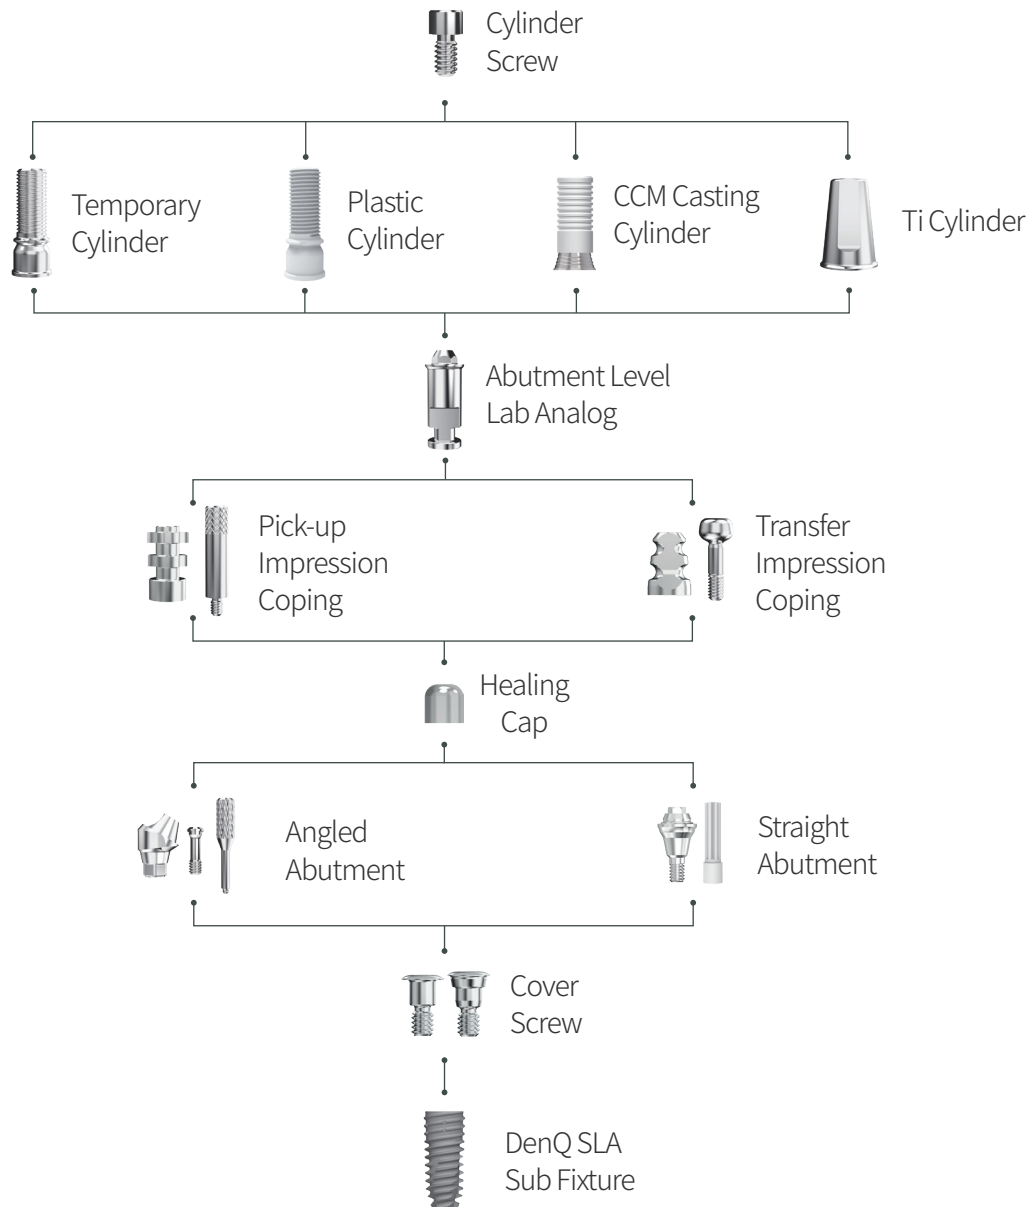 Cylinder
Screw
Temporary
Cylinder
Plastic
Cylinder
CCM Casting
Cylinder
Ti Cylinder
Abutment Level
Lab Analog
Pick-up
Impression
Coping
Transfer
Impression
Coping
Healing
Cap
Angled
Abutment
Straight
Abutment
Cover
Screw
DenQ SLA
Sub Fixture